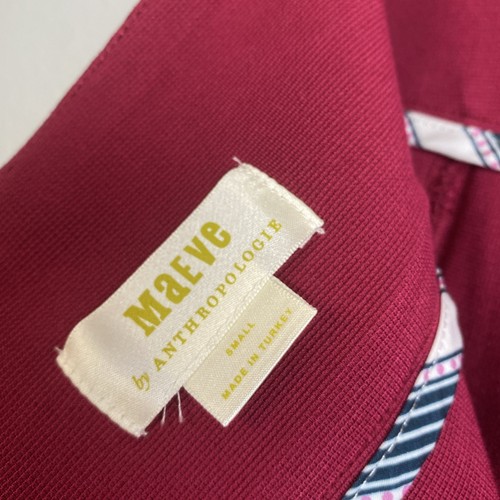 Maeve
by ANTHROPOLOGIE
SMALL
MADE IN TURKEY